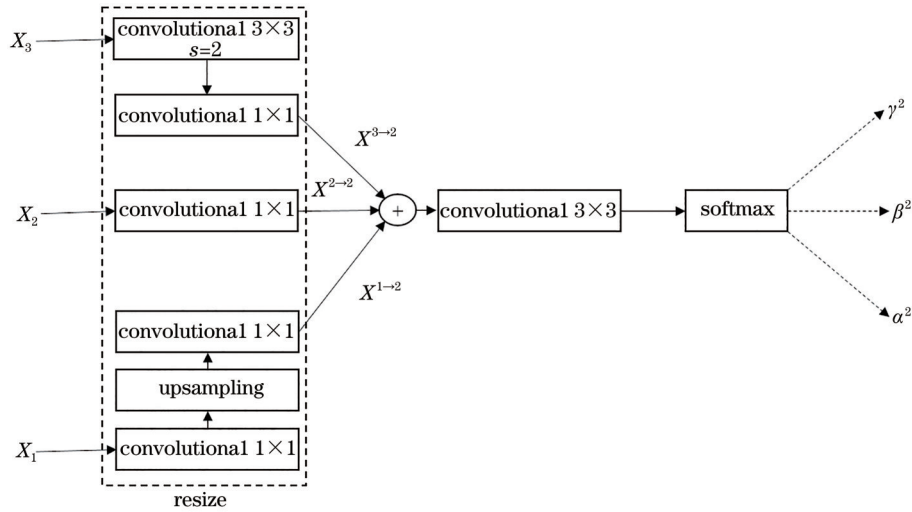 X₃
convolutional 3×3
s=2
convolutional 1×1
X³→²
X₂
convolutional 1×1
X²→²
+
convolutional 3×3
softmax
γ²
β²
α²
X¹→²
convolutional 1×1
upsampling
X₁
convolutional 1×1
resize